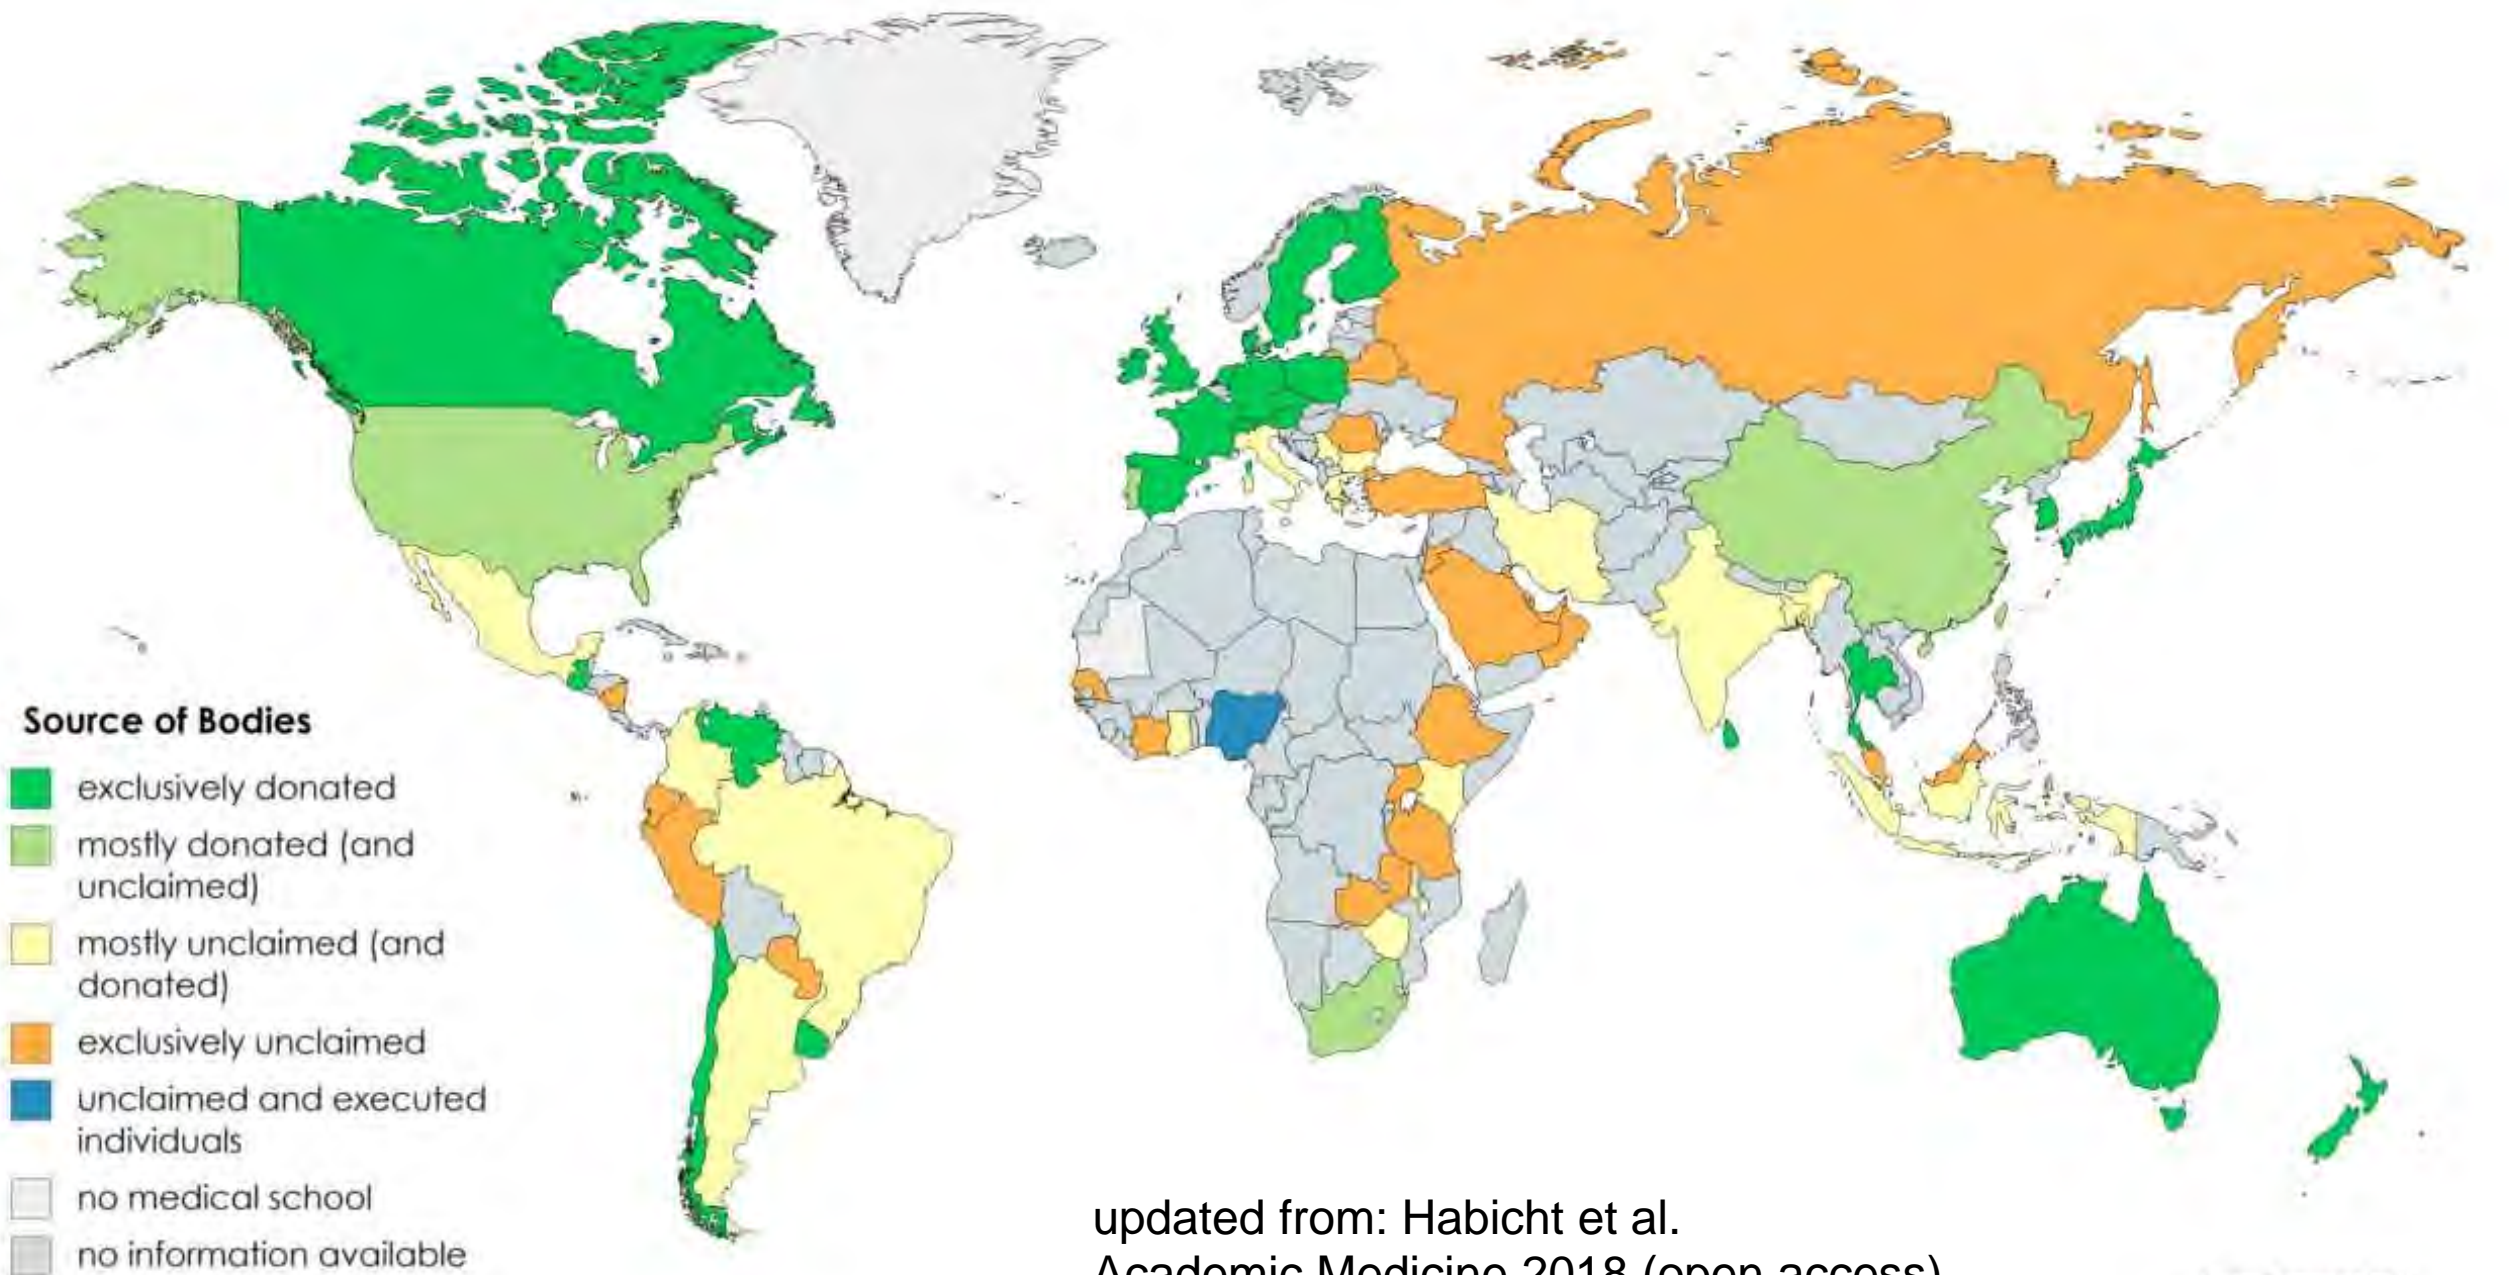 Source of Bodies
exclusively donated
mostly donated (and
unclaimed)
mostly unclaimed (and
donated)
exclusively unclaimed
unclaimed and executed
individuals
no medical school
no information available
updated from: Habicht et al.
Academic Medicine 2018 (open access)